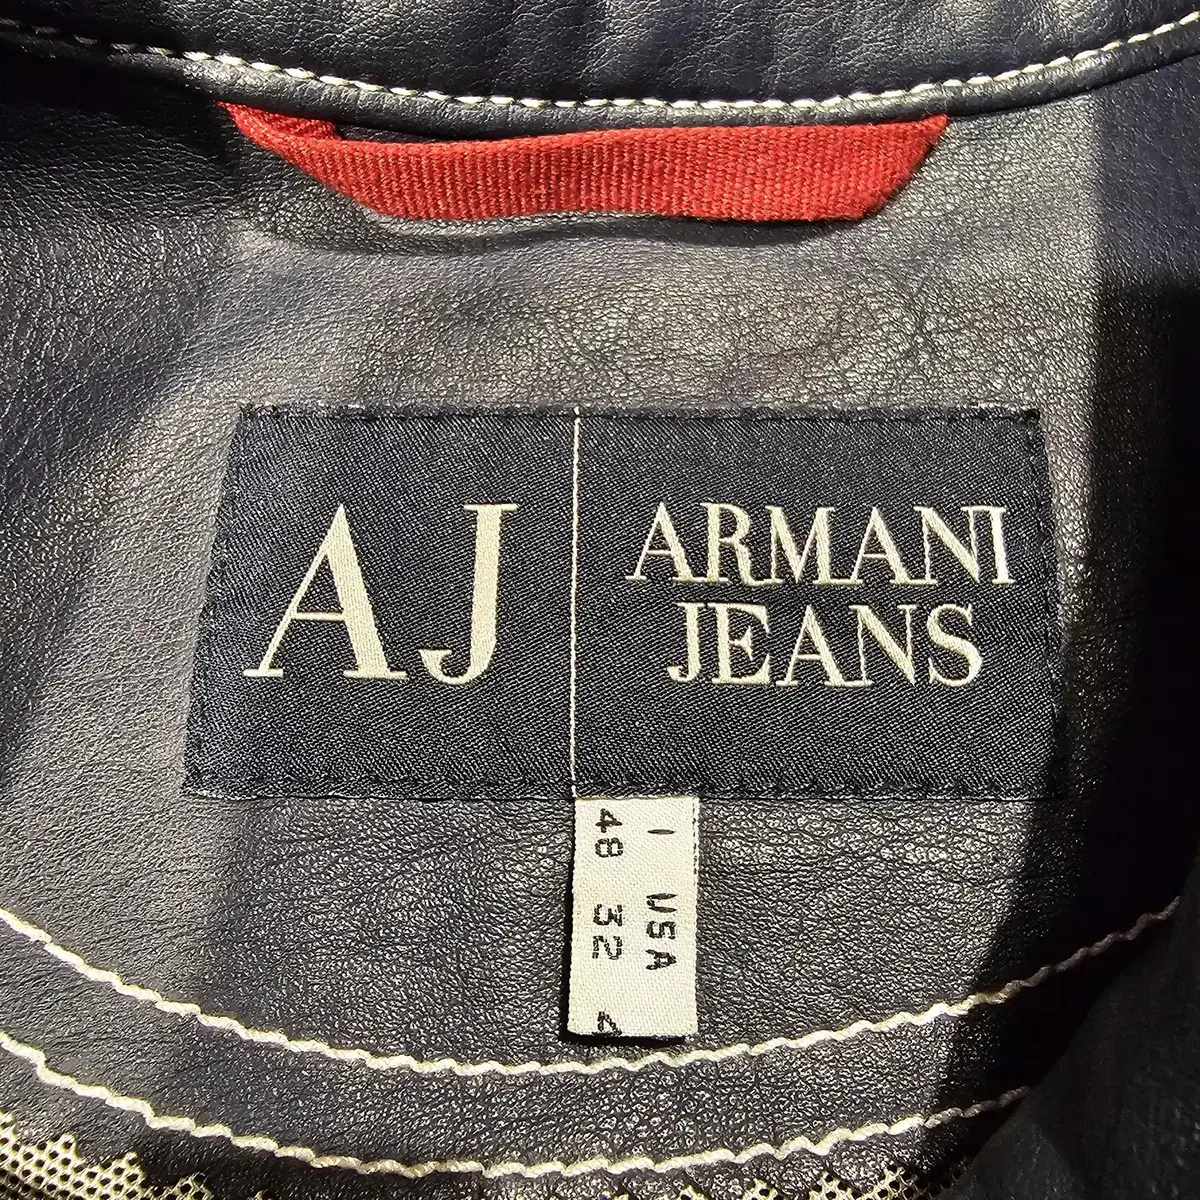 AJ
ARMANI
JEANS
I USA
48 32